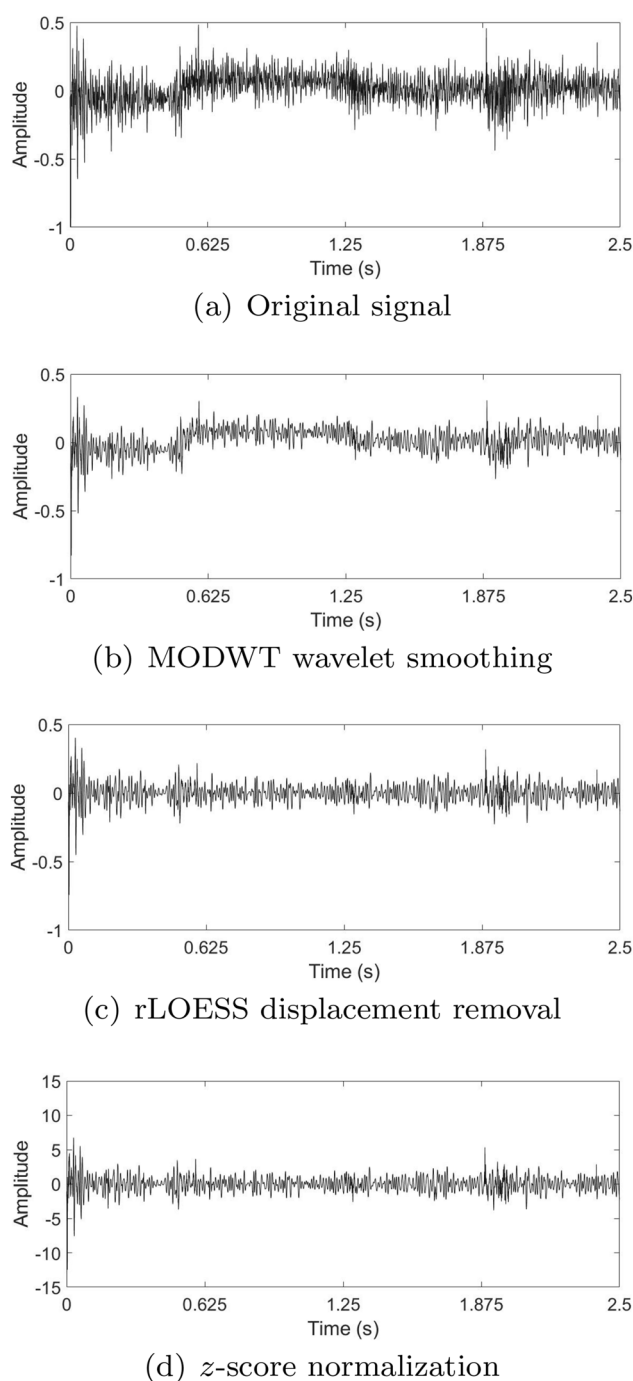 0.5
0
-0.5
-1
Amplitude
0 0.625 1.25 1.875 2.5
Time (s)
(a) Original signal
0.5
0
-0.5
-1
Amplitude
0 0.625 1.25 1.875 2.5
Time (s)
(b) MODWT wavelet smoothing
0.5
0
-0.5
-1
Amplitude
0 0.625 1.25 1.875 2.5
Time (s)
(c) rLOESS displacement removal
15
10
5
0
-5
-10
-15
Amplitude
0 0.625 1.25 1.875 2.5
Time (s)
(d) z-score normalization